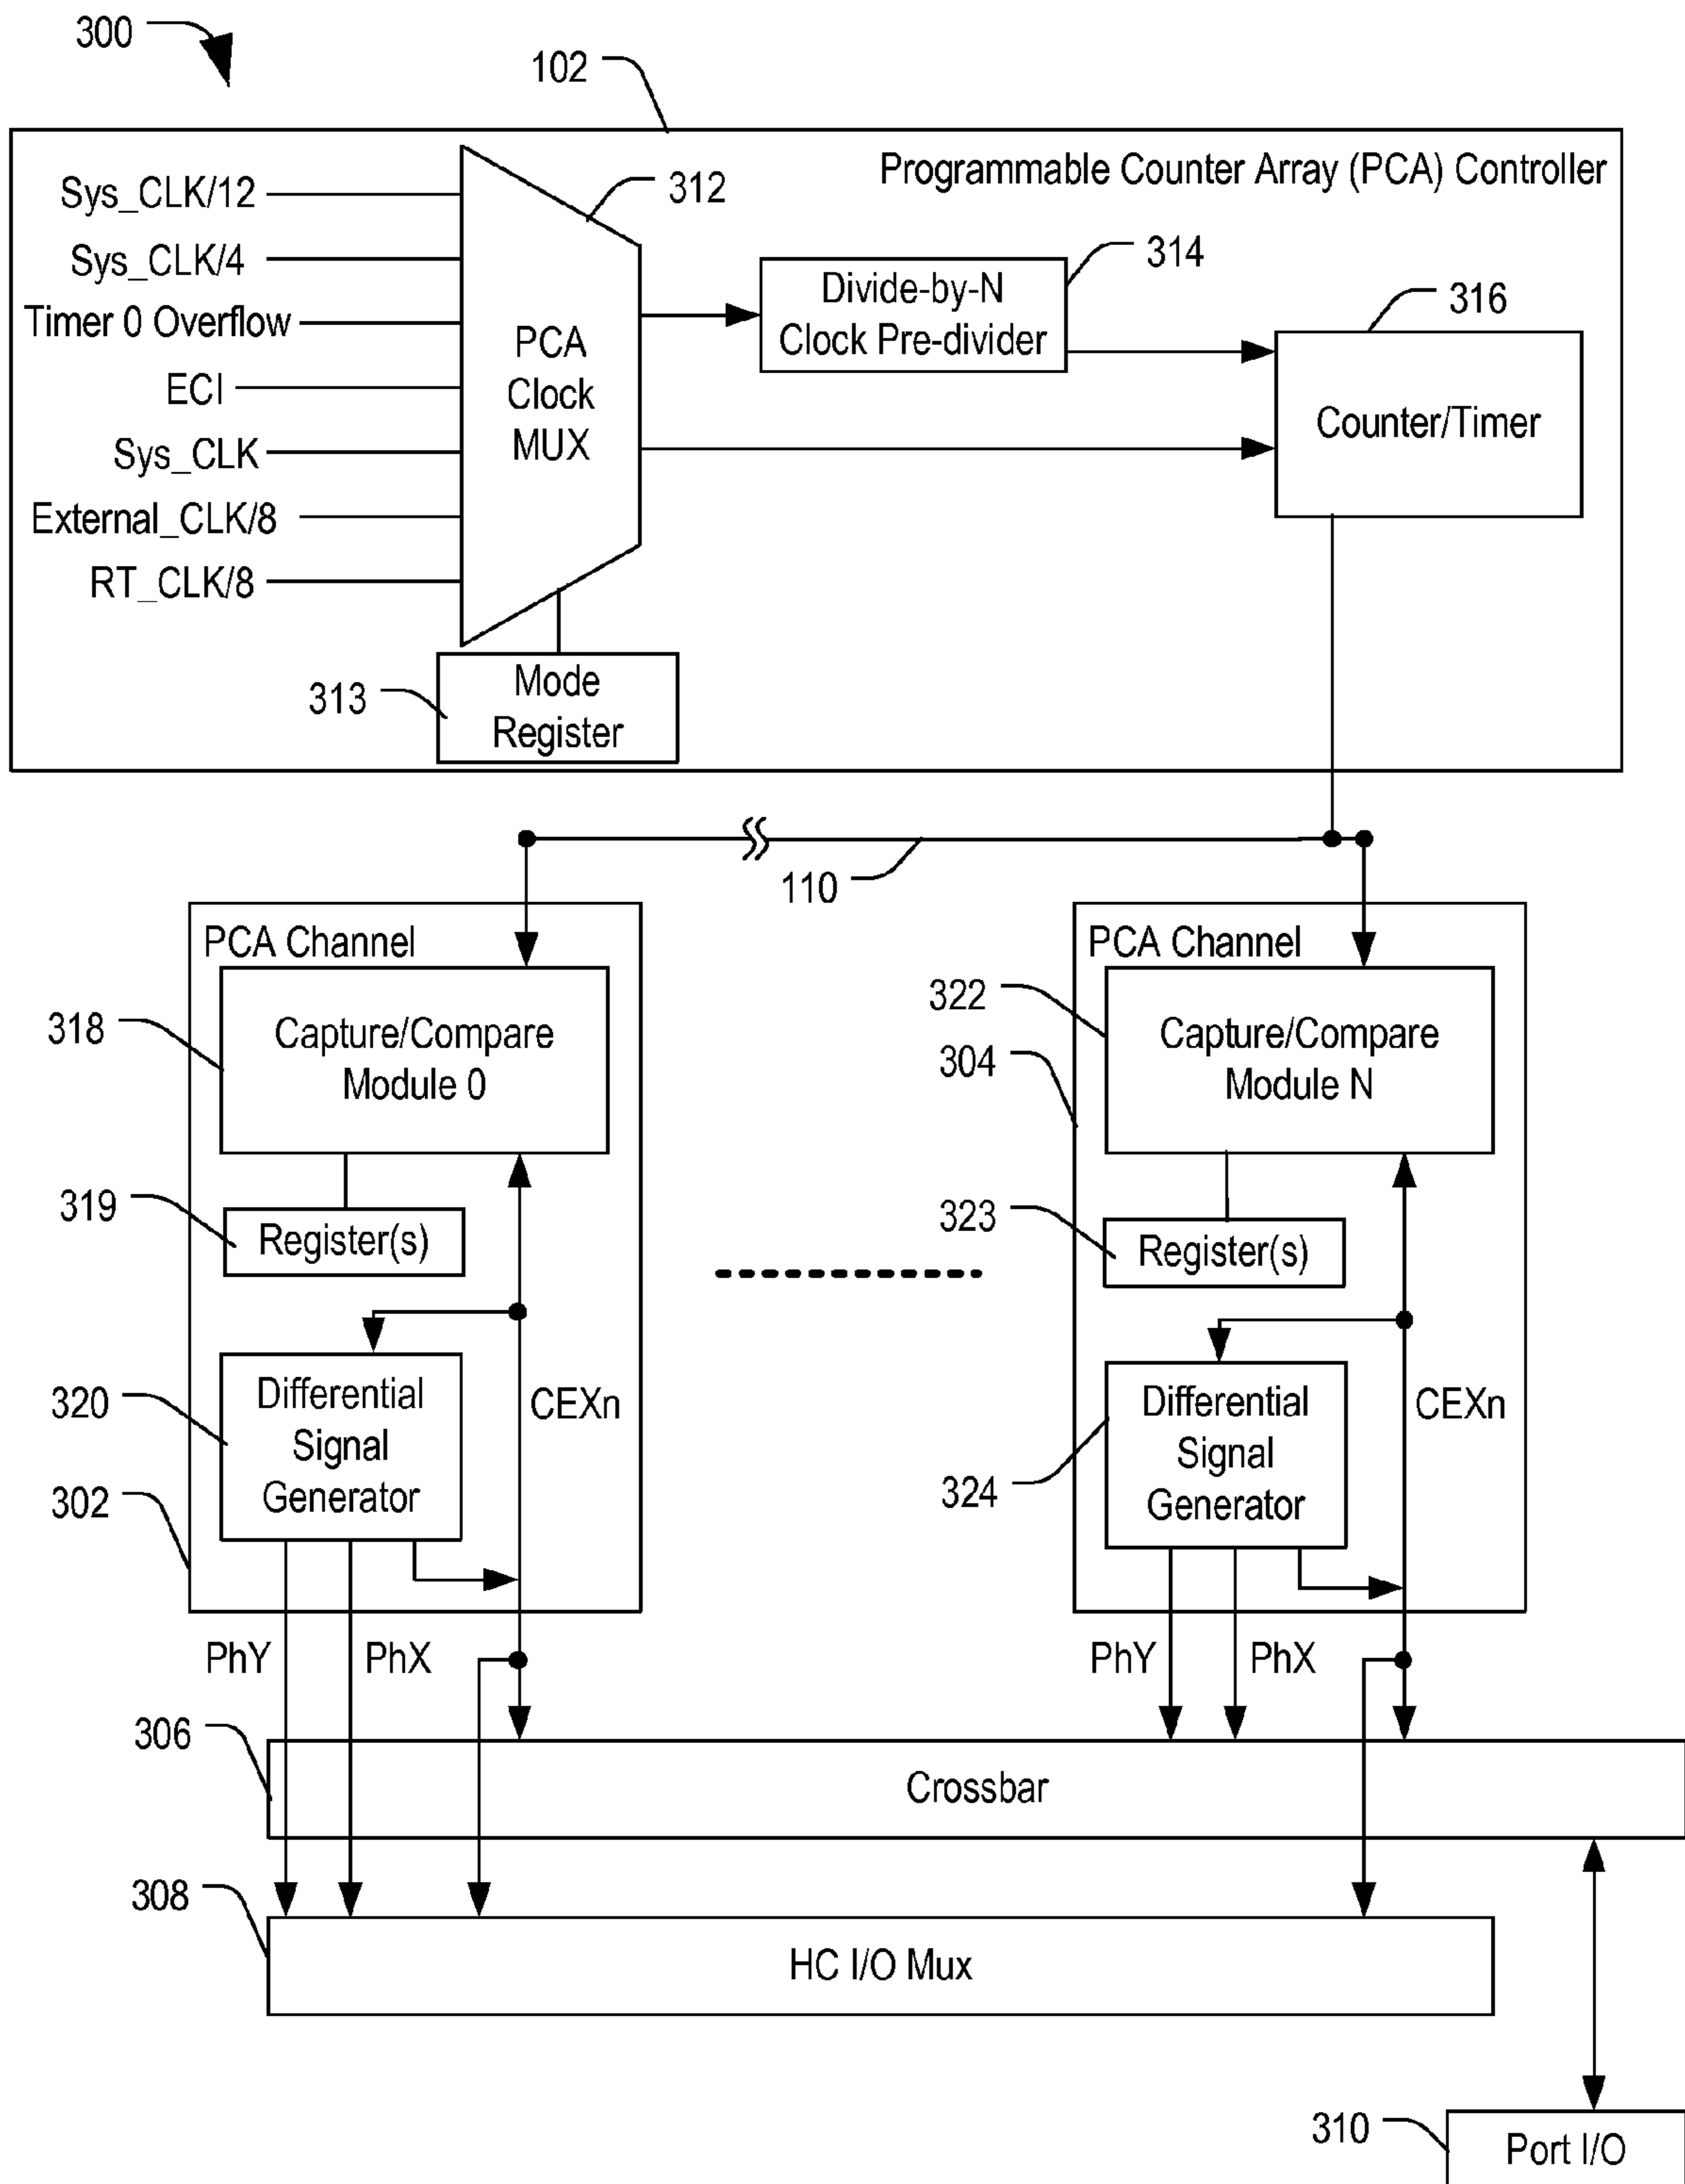 300
102
Programmable Counter Array (PCA) Controller
Sys_CLK/12
312
Sys_CLK/4
314
Divide-by-N
Clock Pre-divider
316
Timer 0 Overflow
PCA
Clock
MUX
ECI
Counter/Timer
Sys_CLK
External_CLK/8
RT_CLK/8
313
Mode
Register
110
PCA Channel
PCA Channel
318
Capture/Compare
Module 0
322
Capture/Compare
Module N
304
319
Register(s)
323
Register(s)
320
Differential
Signal
Generator
CEXn
Differential
Signal
Generator
CEXn
324
302
PhY
PhX
PhY
PhX
306
Crossbar
308
HC I/O Mux
310
Port I/O